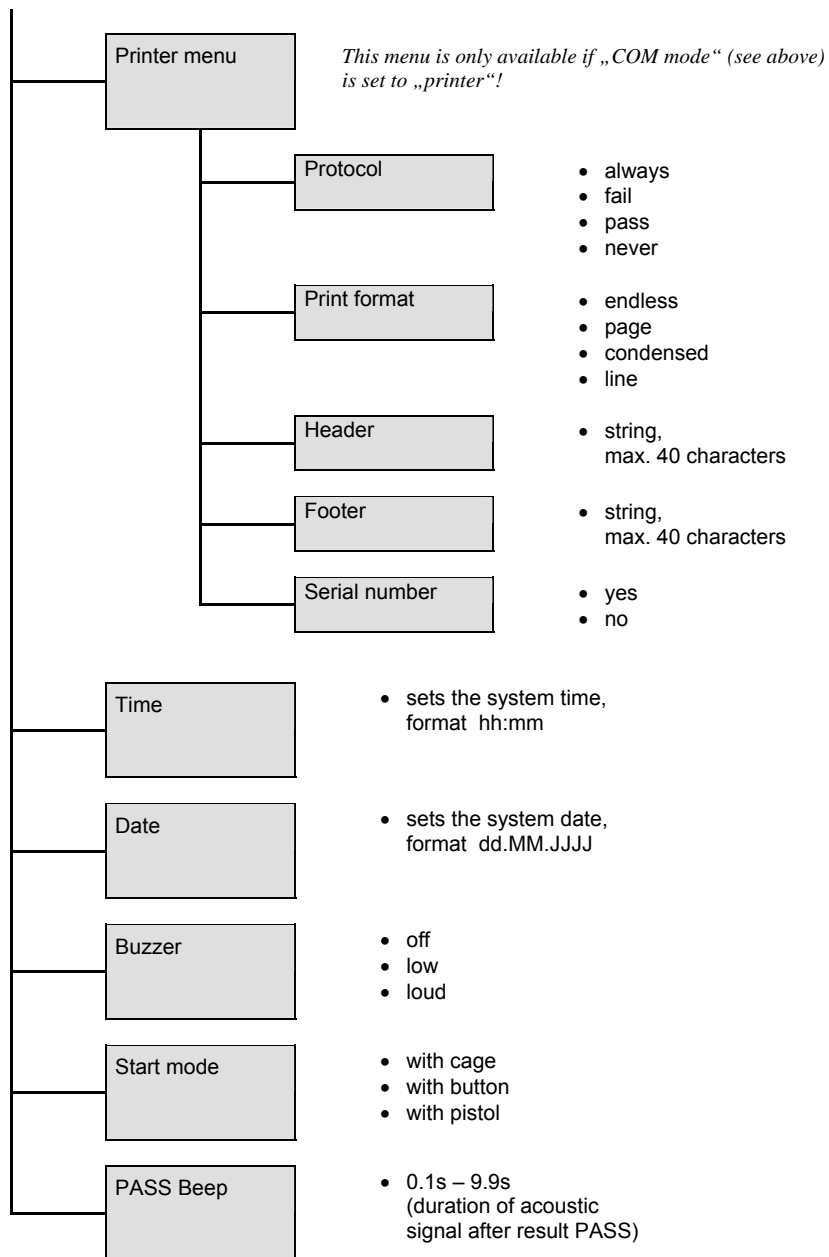 Printer menu
This menu is only available if „COM mode“ (see above)
is set to „printer“!
Protocol
• always
• fail
• pass
• never
Print format
• endless
• page
• condensed
• line
Header
• string,
max. 40 characters
Footer
• string,
max. 40 characters
Serial number
• yes
• no
Time
• sets the system time,
format hh:mm
Date
• sets the system date,
format dd.MM.JJJJ
Buzzer
• off
• low
• loud
Start mode
• with cage
• with button
• with pistol
PASS Beep
• 0.1s – 9.9s
(duration of acoustic
signal after result PASS)